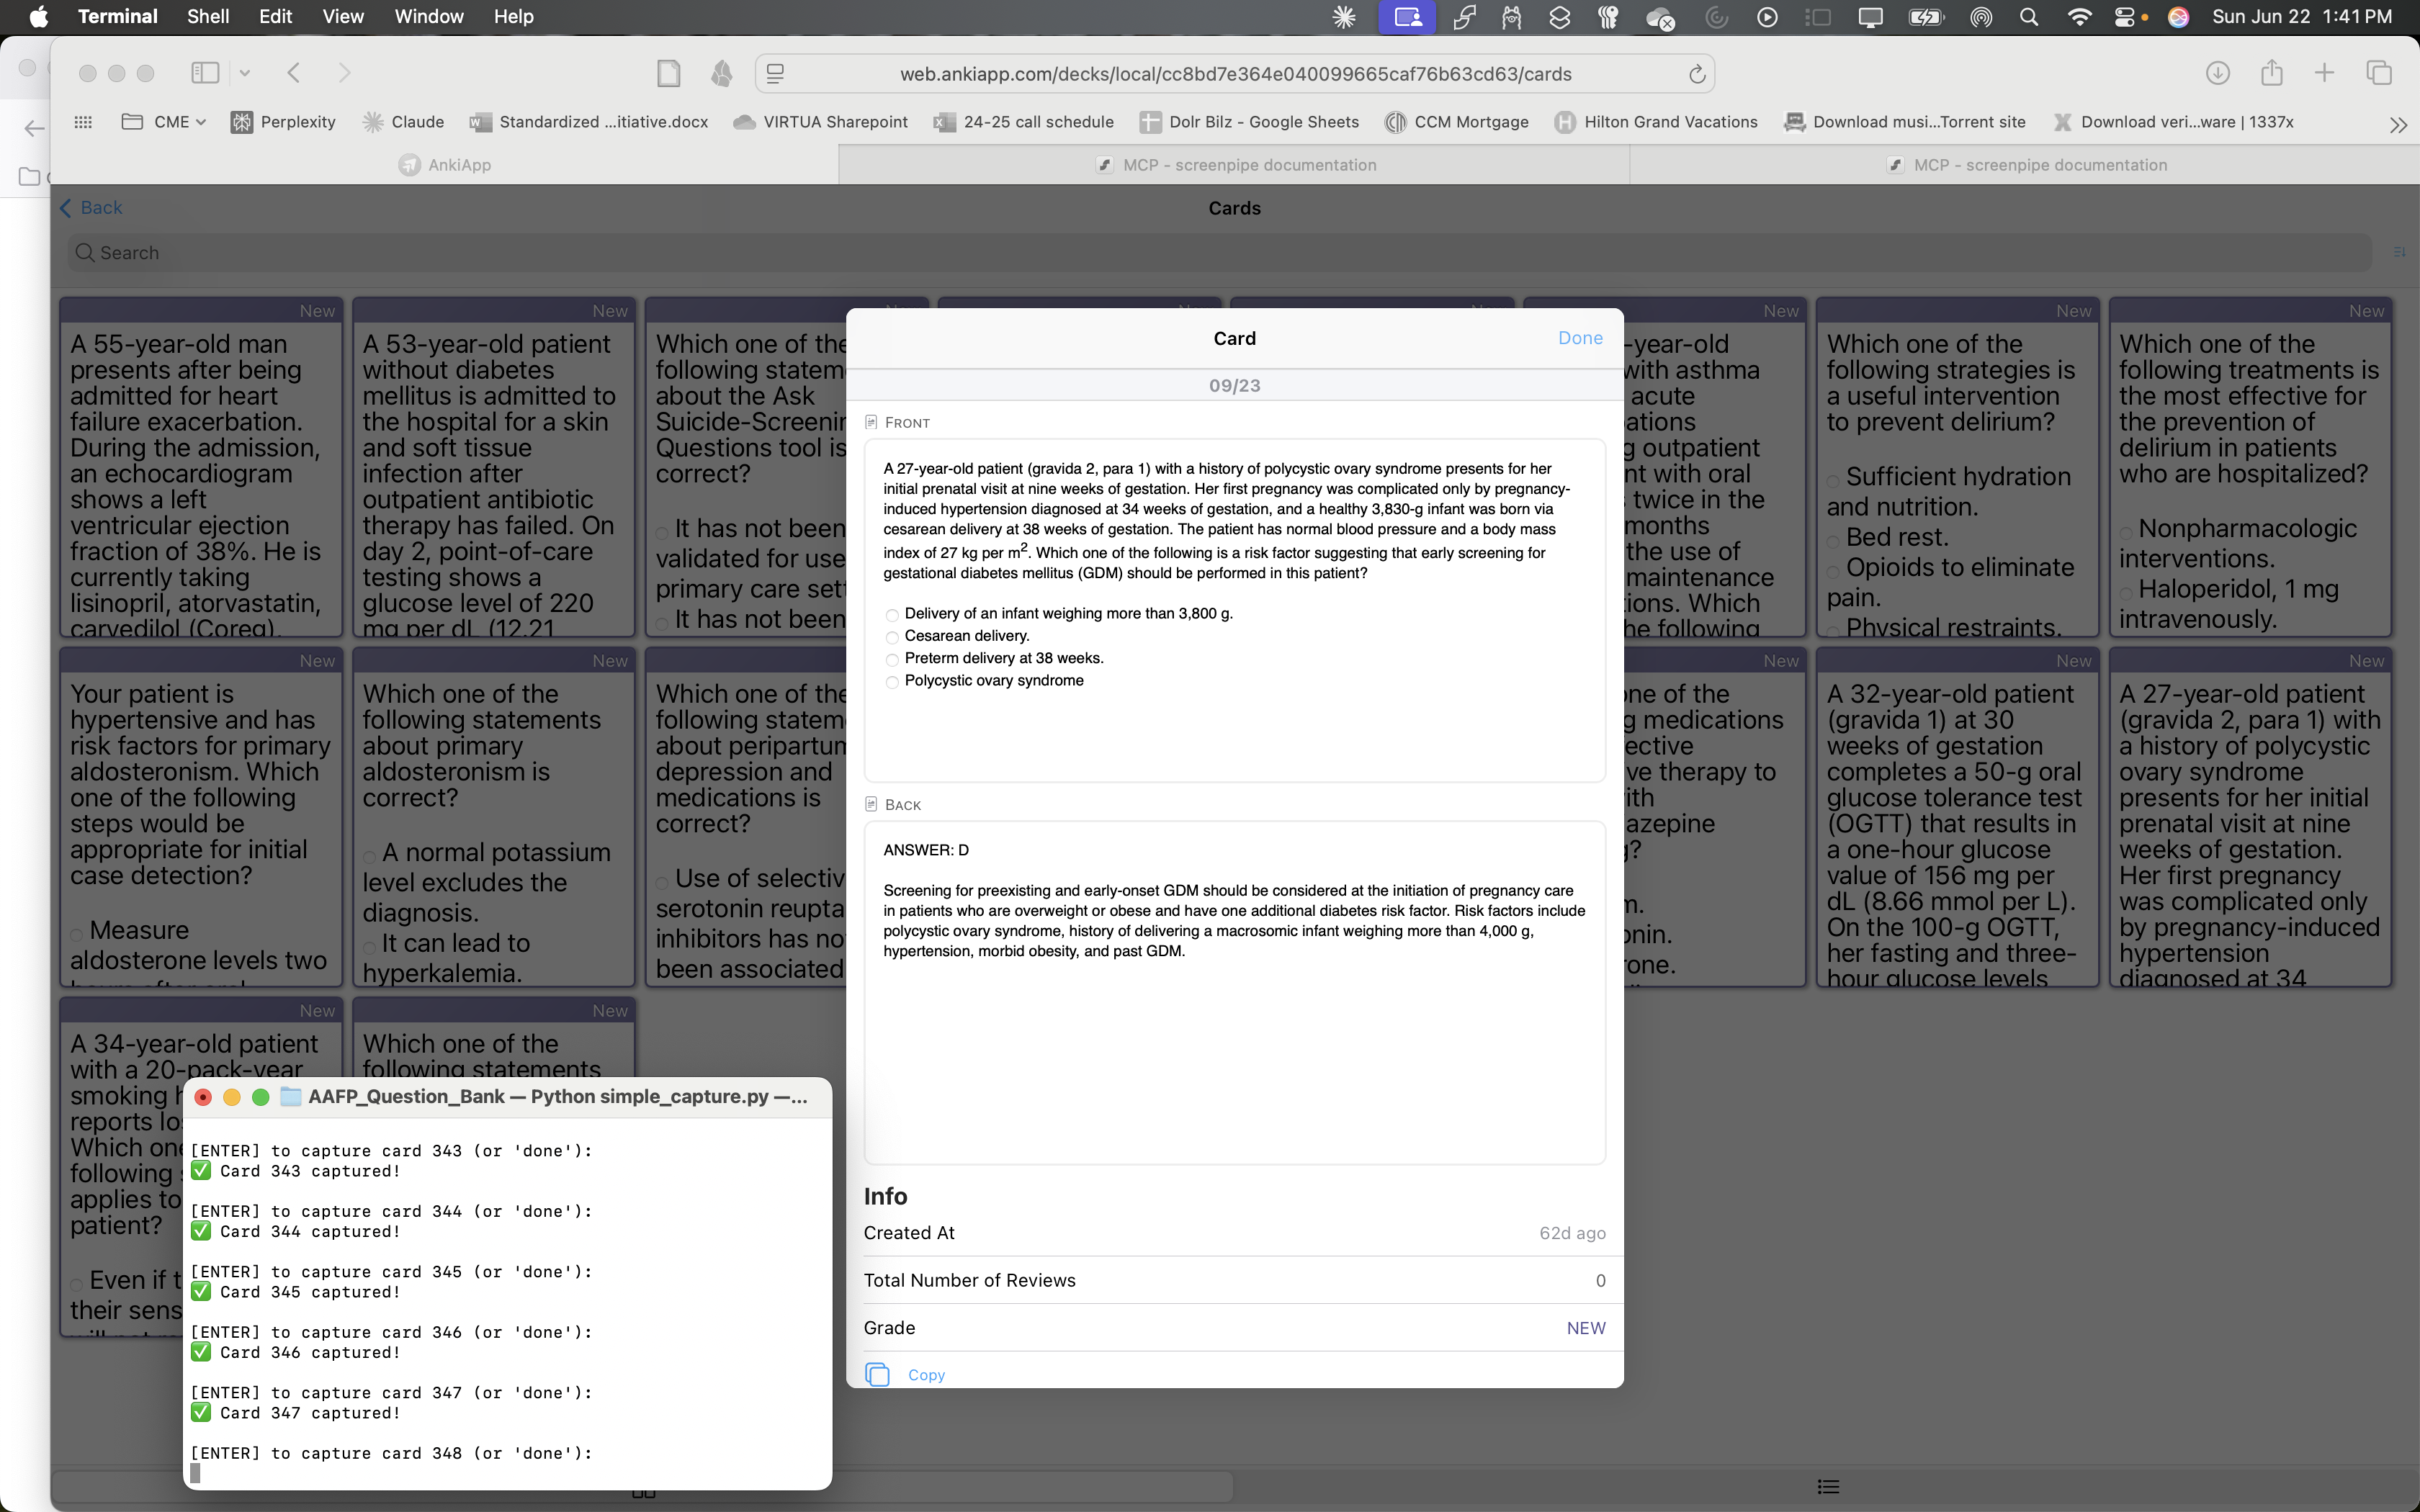 Terminal Shell Edit View Window Help
Sun Jun 22 1:41 PM
web.ankiapp.com/decks/local/cc8bd7e364e040099665caf76b63cd63/cards
CME Perplexity Claude Standardized ...itiative.docx VIRTUA Sharepoint 24-25 call schedule Dolr Bilz - Google Sheets CCM Mortgage Hilton Grand Vacations Download musi...Torrent site Download veri...ware | 1337x
AnkiApp MCP - screenpipe documentation MCP - screenpipe documentation
Back
Cards
Search
New
A 55-year-old man
presents after being
admitted for heart
failure exacerbation.
During the admission,
an echocardiogram
shows a left
ventricular ejection
fraction of 38%. He is
currently taking
lisinopril, atorvastatin,
carvedilol (Coreg),
New
A 53-year-old patient
without diabetes
mellitus is admitted to
the hospital for a skin
and soft tissue
infection after
outpatient antibiotic
therapy has failed. On
day 2, point-of-care
testing shows a
glucose level of 220
mg per dL (12.21
Which one of the
following statem
about the Ask
Suicide-Screenin
Questions tool is
correct?
It has not been
validated for use
primary care set
It has not been
New
-year-old
with asthma
acute
ations
g outpatient
nt with oral
twice in the
months
the use of
maintenance
ions. Which
he following
New
Which one of the
following strategies is
a useful intervention
to prevent delirium?
Sufficient hydration
and nutrition.
Bed rest.
Opioids to eliminate
pain.
Physical restraints.
New
Which one of the
following treatments is
the most effective for
the prevention of
delirium in patients
who are hospitalized?
Nonpharmacologic
interventions.
Haloperidol, 1 mg
intravenously.
New
Your patient is
hypertensive and has
risk factors for primary
aldosteronism. Which
one of the following
steps would be
appropriate for initial
case detection?
Measure
aldosterone levels two
New
Which one of the
following statements
about primary
aldosteronism is
correct?
A normal potassium
level excludes the
diagnosis.
It can lead to
hyperkalemia.
Which one of the
following statem
about peripartum
depression and
medications is
correct?
Use of selectiv
serotonin reupta
inhibitors has no
been associated
New
ne of the
g medications
ective
ve therapy to
ith
azepine
g?
m.
onin.
rone.
New
A 32-year-old patient
(gravida 1) at 30
weeks of gestation
completes a 50-g oral
glucose tolerance test
(OGTT) that results in
a one-hour glucose
value of 156 mg per
dL (8.66 mmol per L).
On the 100-g OGTT,
her fasting and three-
hour glucose levels
New
A 27-year-old patient
(gravida 2, para 1) with
a history of polycystic
ovary syndrome
presents for her initial
prenatal visit at nine
weeks of gestation.
Her first pregnancy
was complicated only
by pregnancy-induced
hypertension
diagnosed at 34
New
A 34-year-old patient
with a 20-pack-year
smoking h
reports lo
Which one
following s
applies to
patient?
Even if t
their sens
New
Which one of the
following statements
Card
Done
09/23
FRONT
A 27-year-old patient (gravida 2, para 1) with a history of polycystic ovary syndrome presents for her
initial prenatal visit at nine weeks of gestation. Her first pregnancy was complicated only by pregnancy-
induced hypertension diagnosed at 34 weeks of gestation, and a healthy 3,830-g infant was born via
cesarean delivery at 38 weeks of gestation. The patient has normal blood pressure and a body mass
index of 27 kg per m². Which one of the following is a risk factor suggesting that early screening for
gestational diabetes mellitus (GDM) should be performed in this patient?
Delivery of an infant weighing more than 3,800 g.
Cesarean delivery.
Preterm delivery at 38 weeks.
Polycystic ovary syndrome
BACK
ANSWER: D
Screening for preexisting and early-onset GDM should be considered at the initiation of pregnancy care
in patients who are overweight or obese and have one additional diabetes risk factor. Risk factors include
polycystic ovary syndrome, history of delivering a macrosomic infant weighing more than 4,000 g,
hypertension, morbid obesity, and past GDM.
Info
Created At 62d ago
Total Number of Reviews 0
Grade NEW
Copy
AAFP_Question_Bank — Python simple_capture.py —...
[ENTER] to capture card 343 (or 'done'):
✅ Card 343 captured!
[ENTER] to capture card 344 (or 'done'):
✅ Card 344 captured!
[ENTER] to capture card 345 (or 'done'):
✅ Card 345 captured!
[ENTER] to capture card 346 (or 'done'):
✅ Card 346 captured!
[ENTER] to capture card 347 (or 'done'):
✅ Card 347 captured!
[ENTER] to capture card 348 (or 'done'):